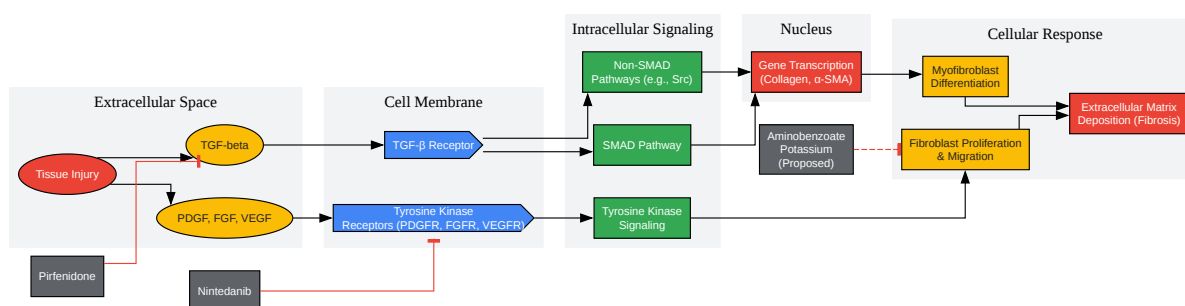 Extracellular Space
Cell Membrane
Intracellular Signaling
Nucleus
Cellular Response
Tissue Injury
TGF-beta
PDGF, FGF, VEGF
TGF-β Receptor
Tyrosine Kinase
Receptors (PDGFR, FGFR, VEGFR)
Non-SMAD
Pathways (e.g., Src)
SMAD Pathway
Tyrosine Kinase
Signaling
Gene Transcription
(Collagen, α-SMA)
Aminobenzoate
Potassium
(Proposed)
Myofibroblast
Differentiation
Fibroblast Proliferation
& Migration
Extracellular Matrix
Deposition (Fibrosis)
Pirfenidone
Nintedanib